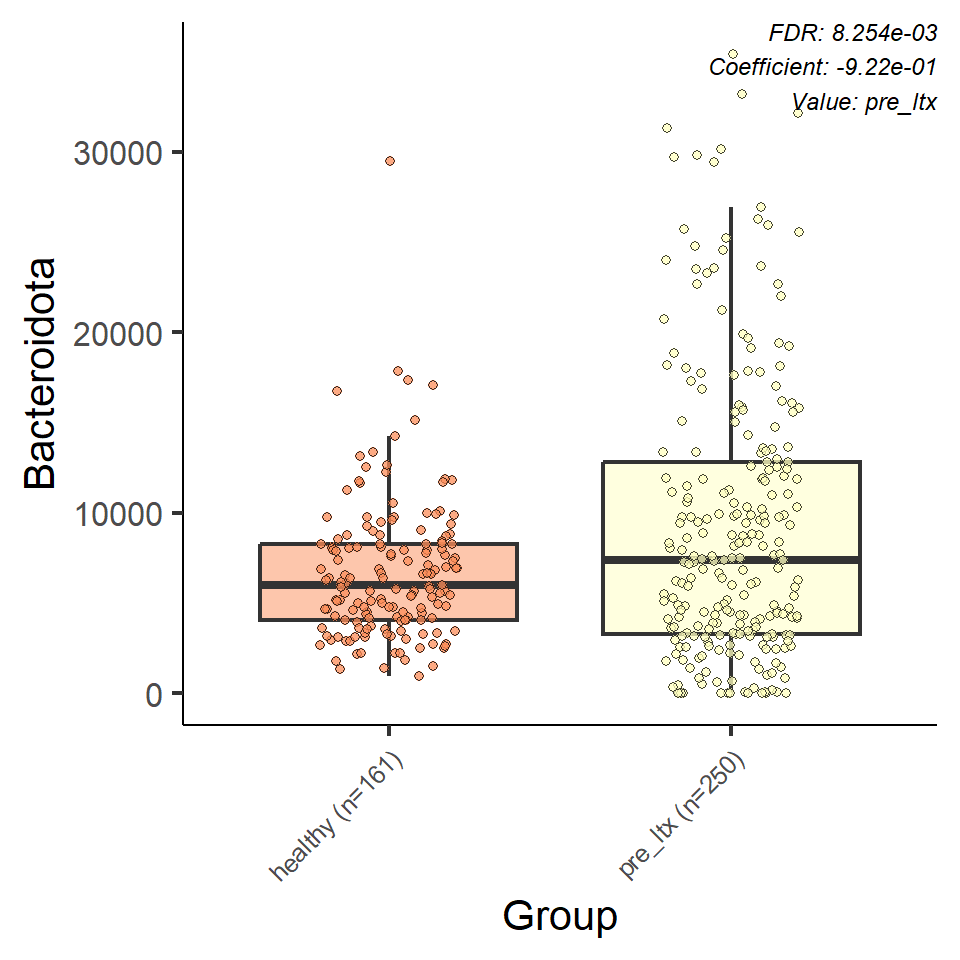 FDR: 8.254e-03
Coefficient: -9.22e-01
Value: pre_ltx
Bacteroidota
30000
20000
10000
0
healthy (n=161)
pre_ltx (n=250)
Group